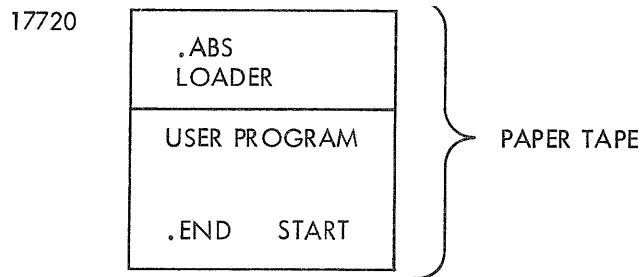 17720
.ABS
LOADER
USER PROGRAM
PAPER TAPE
.END START